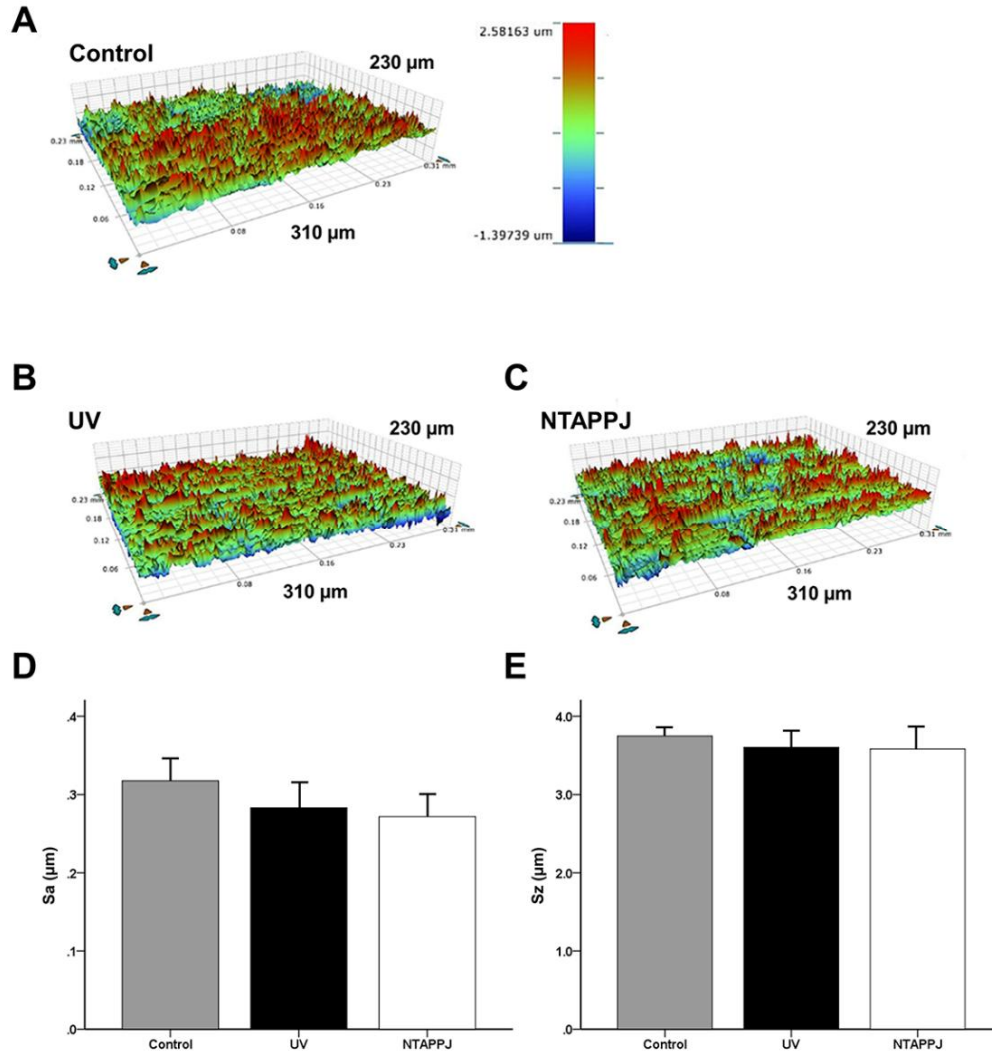 A
Control
230 µm
2.58163 um
-1.39739 um
0.23 mm
0.18
0.12
0.06
0.08
0.16
0.23
0.31 mm
310 µm
B
UV
230 µm
0.23 mm
0.18
0.12
0.06
0.08
0.16
0.23
0.31 mm
310 µm
C
NTAPPJ
230 µm
0.23 mm
0.18
0.12
0.06
0.08
0.16
0.23
0.31 mm
310 µm
D
Sa (µm)
.4
.3
.2
.1
.0
Control UV NTAPPJ
E
Sz (µm)
4.0
3.0
2.0
1.0
.0
Control UV NTAPPJ